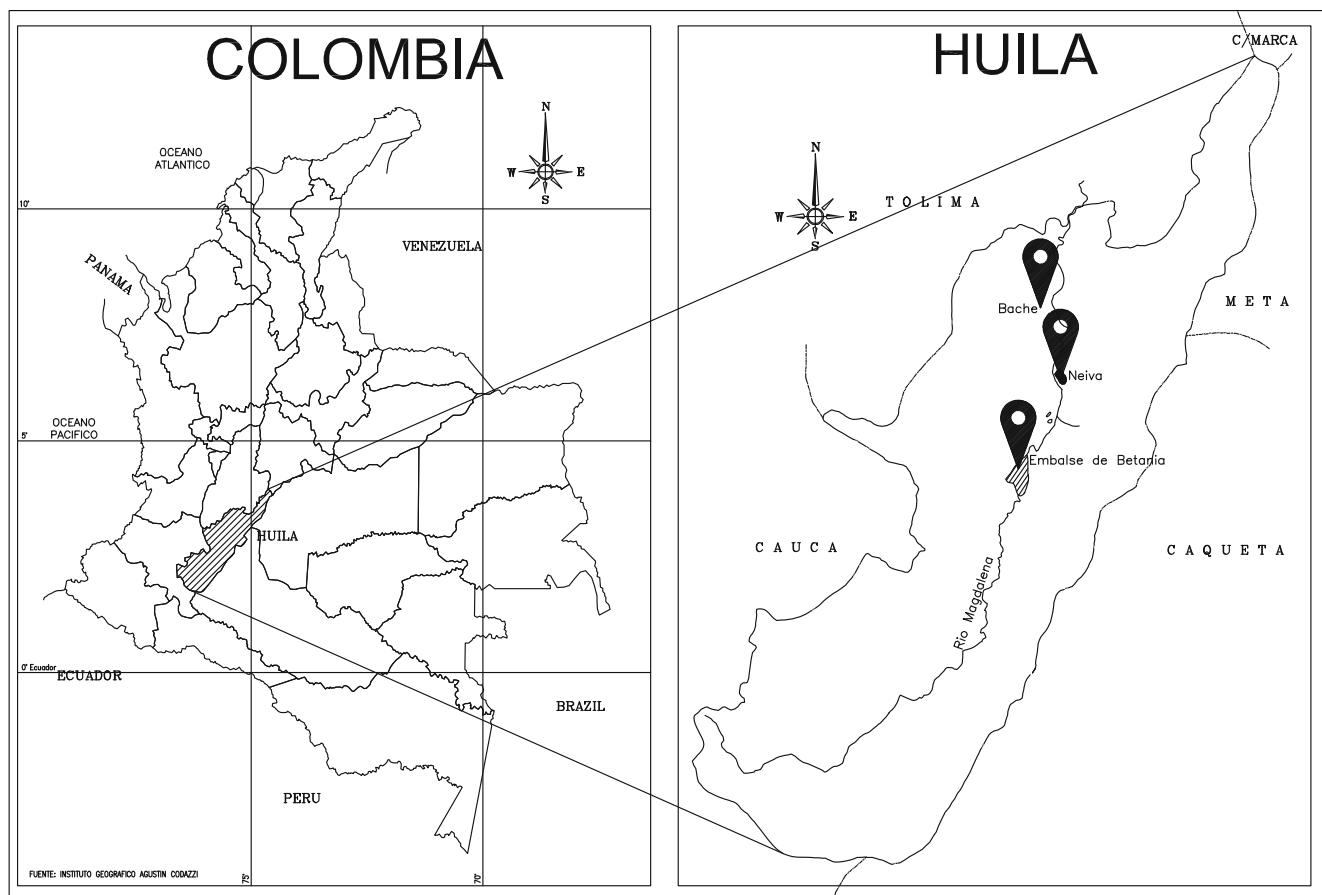 COLOMBIA
N
W
E
S
OCEANO
ATLANTICO
10'
VENEZUELA
PANAMA
OCEANO
PACIFICO
5'
HUILA
0' Ecuador
ECUADOR
BRAZIL
PERU
FUENTE: INSTITUTO GEOGRAFICO AGUSTIN CODAZZI
75'
70'
HUILA
C/MARCA
N
W
E
S
TOLIMA
META
Bache
Neiva
Embalse de Betania
CAUCA
CAQUETA
Rio Magdalena